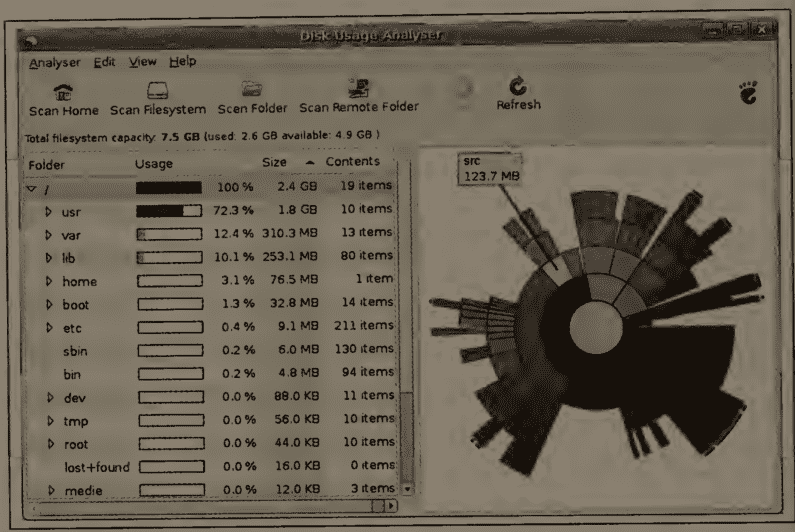 Disk Usage Analyser
Analyser Edit View Help
Scan Home Scan Filesystem Scen Folder Scan Remote Folder Refresh
Total filesystem capacity: 7.5 GB (used: 2.6 GB available: 4.9 GB )
Folder Usage Size Contents
/ 100 % 2.4 GB 19 items
usr 72.3 % 1.8 GB 10 items
var 12.4 % 310.3 MB 13 items
lib 10.1 % 253.1 MB 80 items
home 3.1 % 76.5 MB 1 item
boot 1.3 % 32.8 MB 14 items
etc 0.4 % 9.1 MB 211 items
sbin 0.2 % 6.0 MB 130 items
bin 0.2 % 4.8 MB 94 items
dev 0.0 % 88.0 KB 11 items
tmp 0.0 % 56.0 KB 10 items
root 0.0 % 44.0 KB 10 items
lost+found 0.0 % 16.0 KB 0 items
medie 0.0 % 12.0 KB 3 items
src
123.7 MB